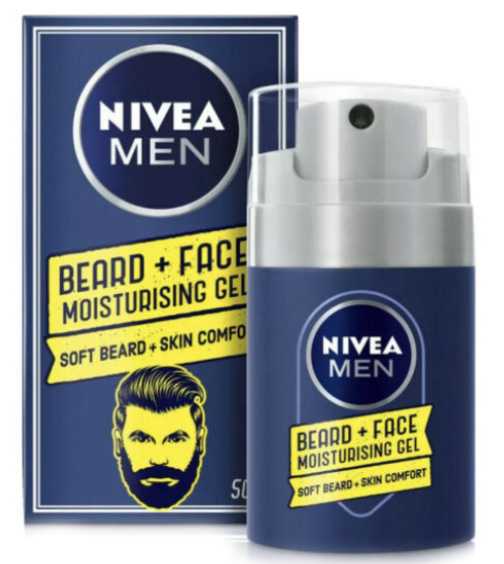 NIVEA
MEN
BEARD + FACE
MOISTURISING GEL
SOFT BEARD + SKIN
NIVEA
MEN
BEARD + FACE
MOISTURISING GEL
SOFT BEARD + SKIN COMFORT